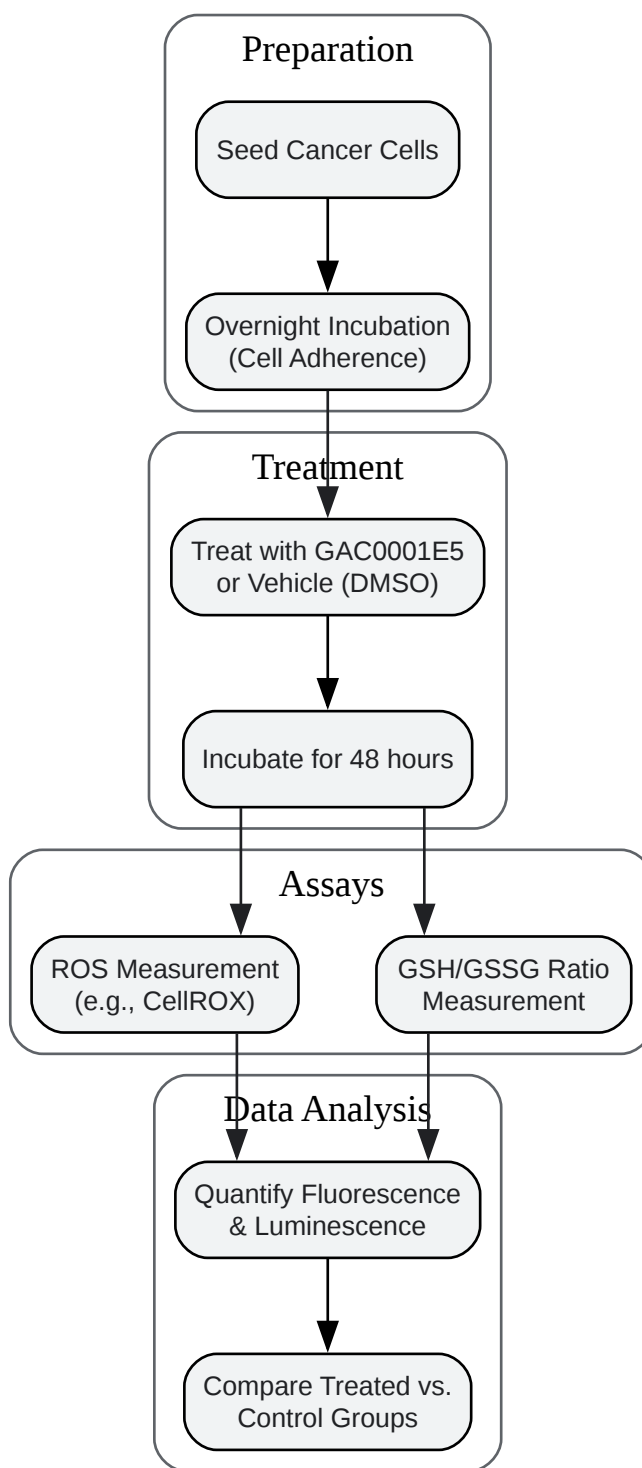 Preparation
Seed Cancer Cells
Overnight Incubation
(Cell Adherence)
Treatment
Treat with GAC0001E5
or Vehicle (DMSO)
Incubate for 48 hours
Assays
ROS Measurement
(e.g., CellROX)
GSH/GSSG Ratio
Measurement
Data Analysis
Quantify Fluorescence
& Luminescence
Compare Treated vs.
Control Groups